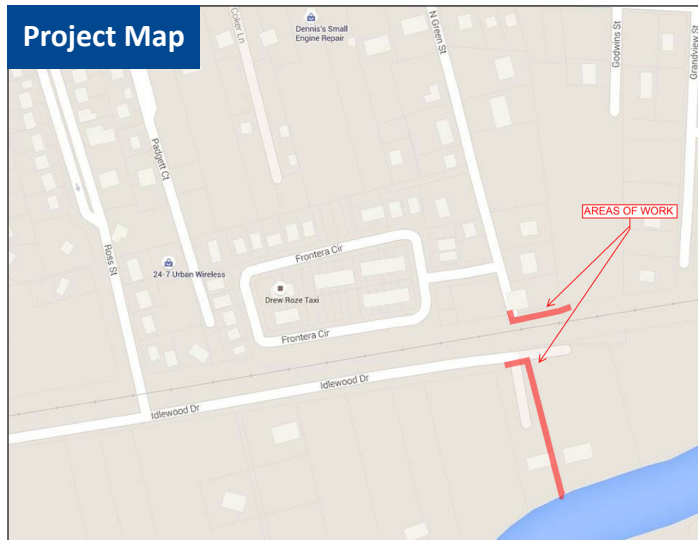 Project Map
Coker Ln
Dennis's Small
Engine Repair
N Green St
Godwins St
Grandview St
Padgett Ct
AREAS OF WORK
Ross St
24-7 Urban Wireless
Frontera Cir
Drew Roze Taxi
Frontera Cir
Idlewood Dr
Idlewood Dr